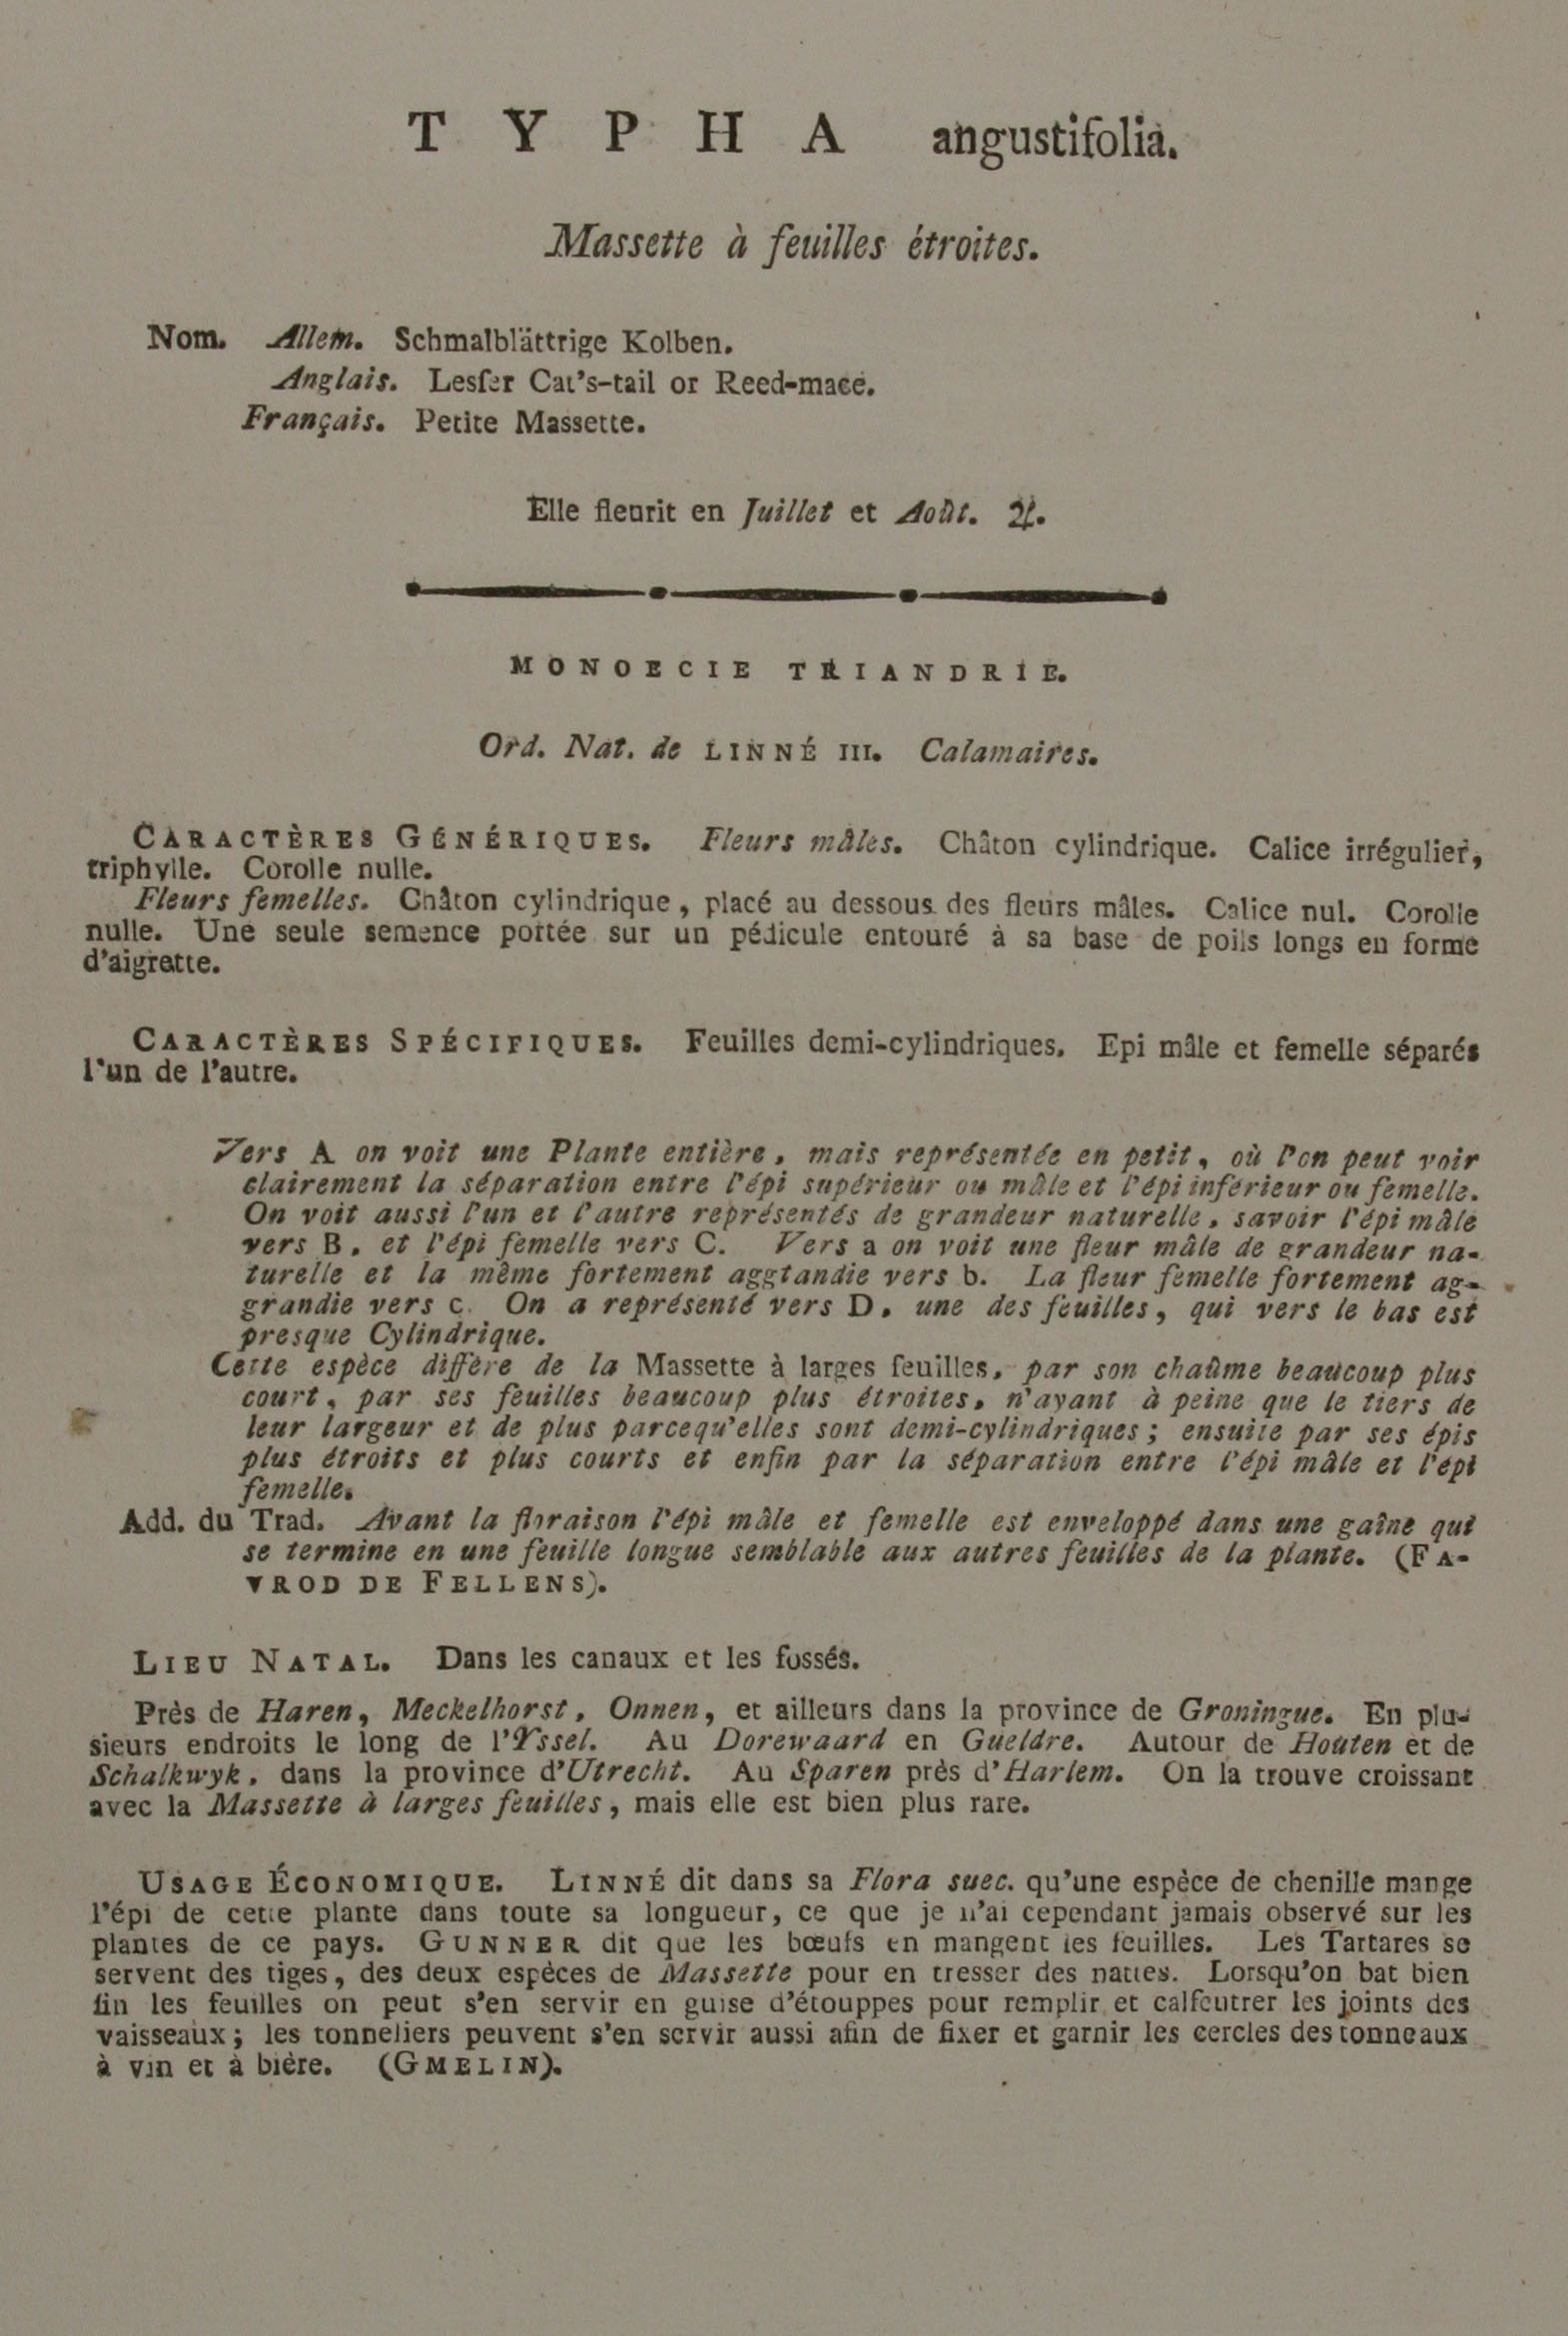 TYPHA angustifolia.
Massette à feuilles étroites.
Nom. Allem. Schmalblättrige Kolben.
Anglais. Lesſer Cat's-tail or Reed-mace.
Français. Petite Massette.
Elle fleurit en Juillet et Août. ♃.
MONOECIE TRIANDRIE.
Ord. Nat. de LINNÉ III. Calamaires.
CARACTÈRES GÉNÉRIQUES. Fleurs mâles. Châton cylindrique. Calice irrégulier,
triphylle. Corolle nulle.
Fleurs femelles. Châton cylindrique, placé au dessous des fleurs mâles. Calice nul. Corolle
nulle. Une seule semence portée sur un pédicule entouré à sa base de poils longs en forme
d'aigrette.
CARACTÈRES SPÉCIFIQUES. Feuilles demi-cylindriques. Epi mâle et femelle séparés
l'un de l'autre.
Vers A on voit une Plante entière, mais représentée en petit, où l'on peut voir
clairement la séparation entre l'épi supérieur ou mâle et l'épi inférieur ou femelle.
On voit aussi l'un et l'autre représentés de grandeur naturelle, savoir l'épi mâle
vers B, et l'épi femelle vers C. Vers a on voit une fleur mâle de grandeur na-
turelle et la même fortement aggtandie vers b. La fleur femelle fortement ag-
grandie vers c. On a représenté vers D, une des feuilles, qui vers le bas est
presque Cylindrique.
Cette espèce diffère de la Massette à larges feuilles, par son chaûme beaucoup plus
court, par ses feuilles beaucoup plus étroites, n'ayant à peine que le tiers de
leur largeur et de plus parcequ'elles sont demi-cylindriques; ensuite par ses épis
plus étroits et plus courts et enfin par la séparation entre l'épi mâle et l'épi
femelle.
Add. du Trad. Avant la floraison l'épi mâle et femelle est enveloppé dans une gaîne qui
se termine en une feuille longue semblable aux autres feuilles de la plante. (FA-
VROD DE FELLENS).
LIEU NATAL. Dans les canaux et les fossés.
Près de Haren, Meckelhorst, Onnen, et ailleurs dans la province de Groningue. En plu-
sieurs endroits le long de l'Yssel. Au Dorewaard en Gueldre. Autour de Houten et de
Schalkwyk, dans la province d'Utrecht. Au Sparen près d'Harlem. On la trouve croissant
avec la Massette à larges feuilles, mais elle est bien plus rare.
USAGE ÉCONOMIQUE. LINNÉ dit dans sa Flora suec. qu'une espèce de chenille mange
l'épi de cette plante dans toute sa longueur, ce que je n'ai cependant jamais observé sur les
plantes de ce pays. GUNNER dit que les bœufs en mangent les feuilles. Les Tartares se
servent des tiges, des deux espèces de Massette pour en tresser des nattes. Lorsqu'on bat bien
fin les feuilles on peut s'en servir en guise d'étouppes pour remplir et calfeutrer les joints des
vaisseaux; les tonneliers peuvent s'en servir aussi afin de fixer et garnir les cercles des tonneaux
à vin et à bière. (GMELIN).